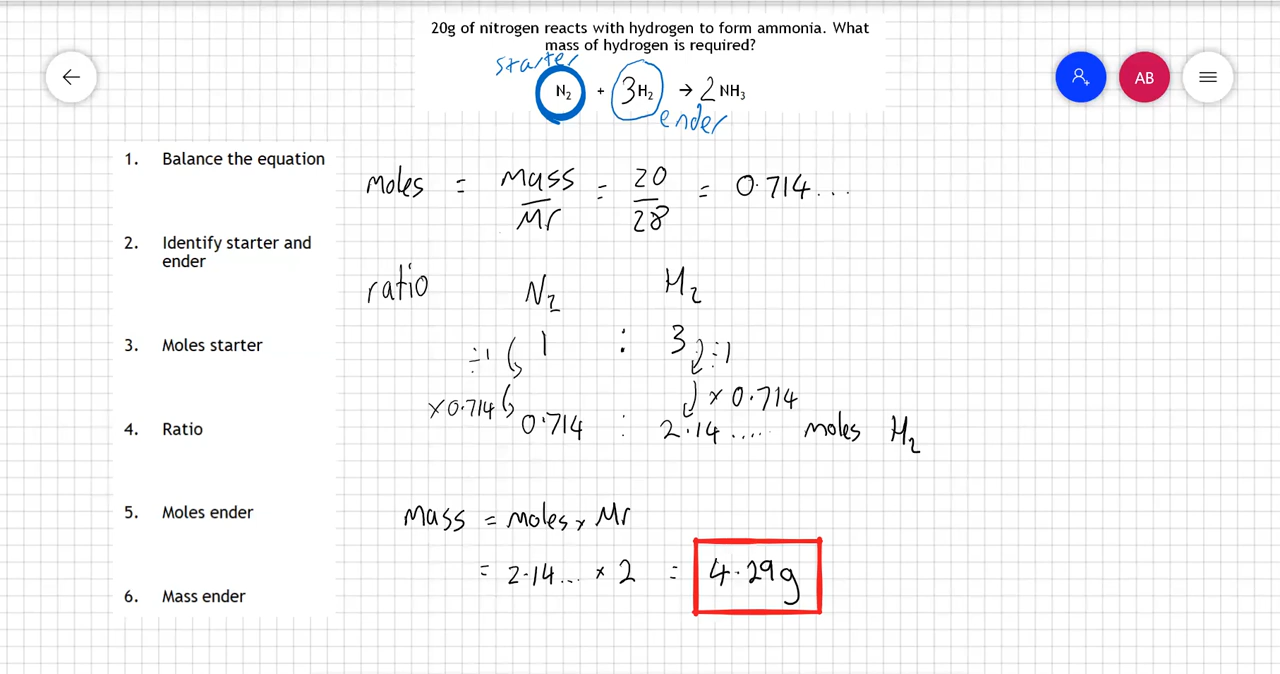 20g of nitrogen reacts with hydrogen to form ammonia. What
mass of hydrogen is required?
starter
N₂ + 3H₂ → 2 NH₃
ender
AB
1. Balance the equation
moles = mass / Mr = 20 / 28 = 0.714...
2. Identify starter and
ender
ratio N₂ H₂
3. Moles starter
1 : 3
÷1 ÷1
×0.714 × 0.714
4. Ratio
0.714 : 2.14..... moles H₂
5. Moles ender
mass = moles × Mr
= 2.14... × 2 = 4.29g
6. Mass ender